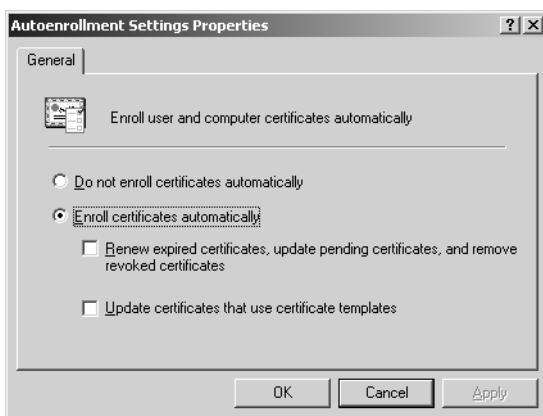 Autoenrollment Settings Properties
General
Enroll user and computer certificates automatically
Do not enroll certificates automatically
Enroll certificates automatically
Renew expired certificates, update pending certificates, and remove
revoked certificates
Update certificates that use certificate templates
OK Cancel Apply